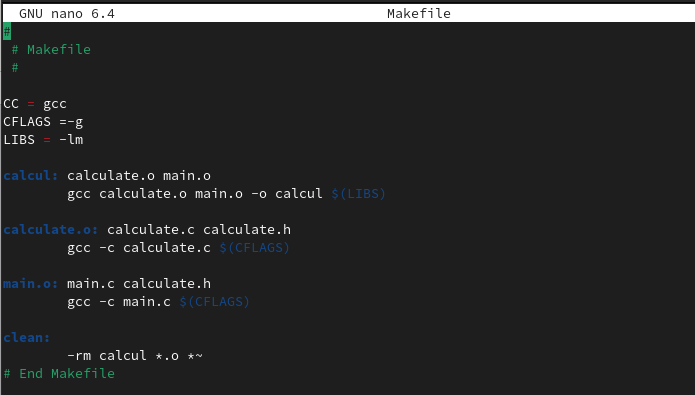 GNU nano 6.4 Makefile
#
# Makefile
#
CC = gcc
CFLAGS =-g
LIBS = -lm
calcul: calculate.o main.o
gcc calculate.o main.o -o calcul $(LIBS)
calculate.o: calculate.c calculate.h
gcc -c calculate.c $(CFLAGS)
main.o: main.c calculate.h
gcc -c main.c $(CFLAGS)
clean:
-rm calcul *.o *~
# End Makefile